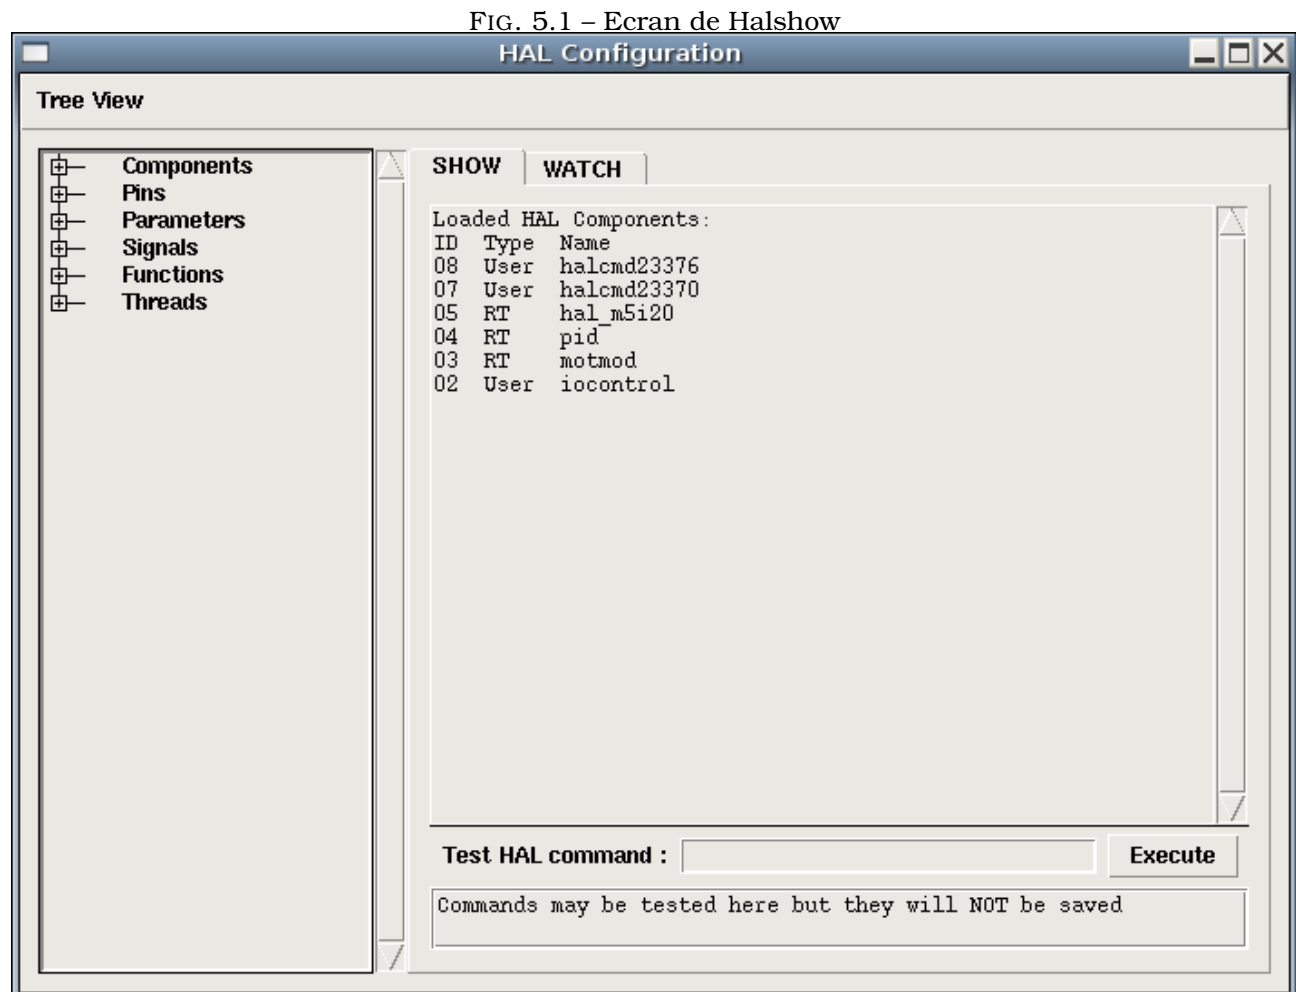 FIG. 5.1 – Ecran de Halshow
HAL Configuration
Tree View
Components
Pins
Parameters
Signals
Functions
Threads
SHOW WATCH
Loaded HAL Components:
ID Type Name
08 User halcmd23376
07 User halcmd23370
05 RT hal_m5i20
04 RT pid
03 RT motmod
02 User iocontrol
Test HAL command : Execute
Commands may be tested here but they will NOT be saved